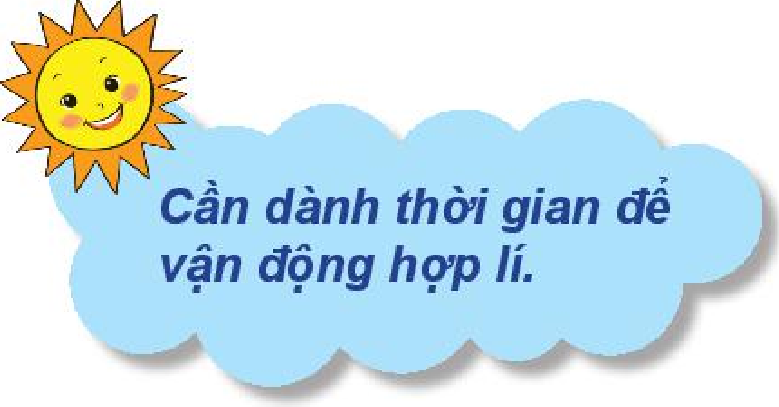 Cần dành thời gian để
vận động hợp lí.